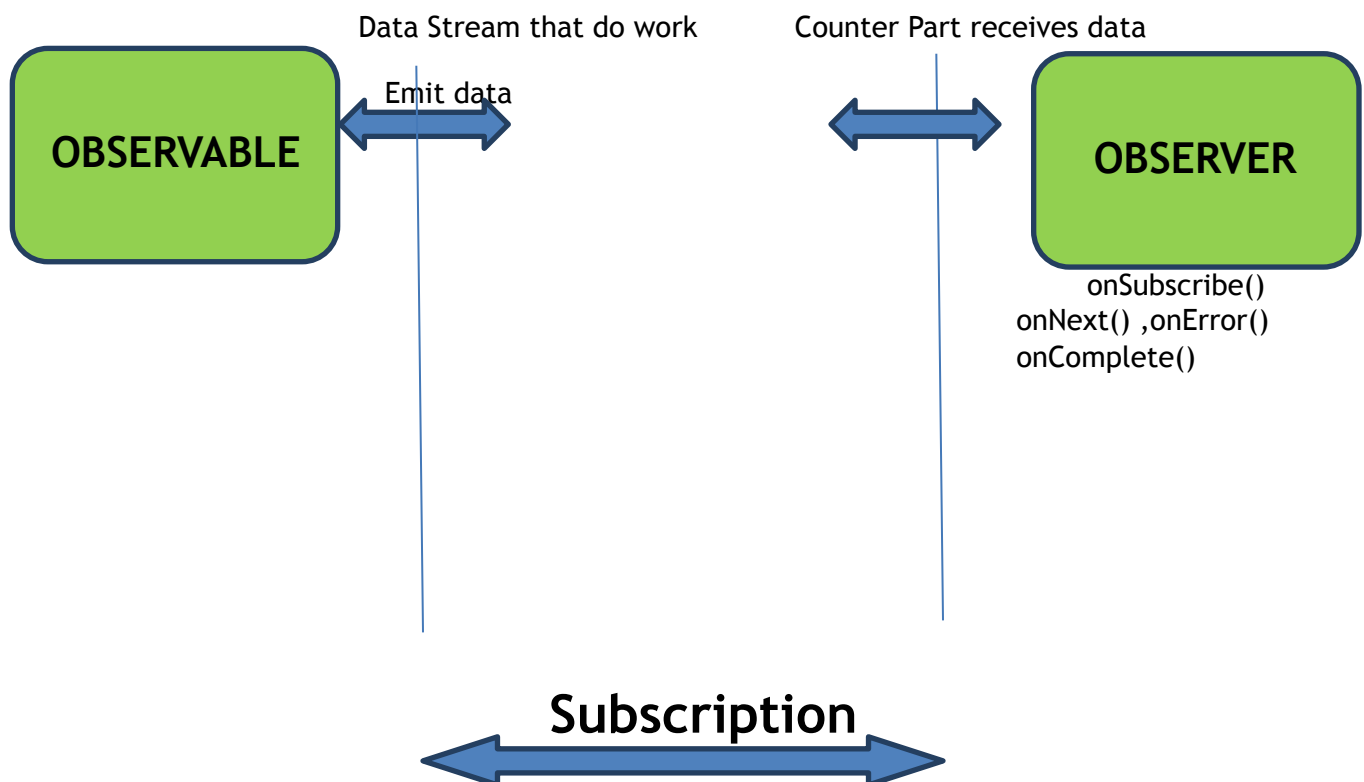 Data Stream that do work
Counter Part receives data
Emit data
OBSERVABLE
OBSERVER
onSubscribe()
onNext() ,onError()
onComplete()
Subscription